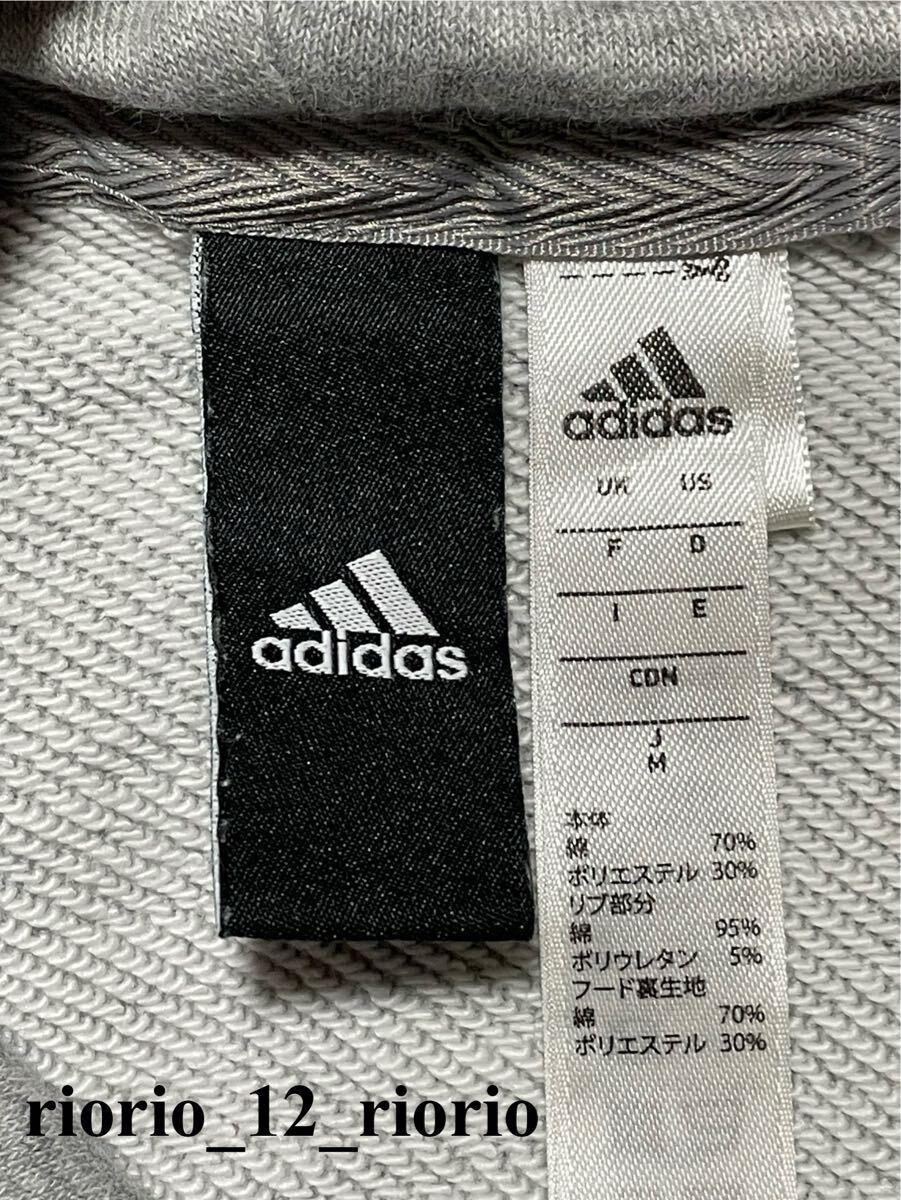 adidas
adidas
UK US
F D
I E
CDN
J
M
本体
綿 70%
ポリエステル 30%
リブ部分
綿 95%
ポリウレタン 5%
フード裏生地
綿 70%
ポリエステル 30%
riorio_12_riorio